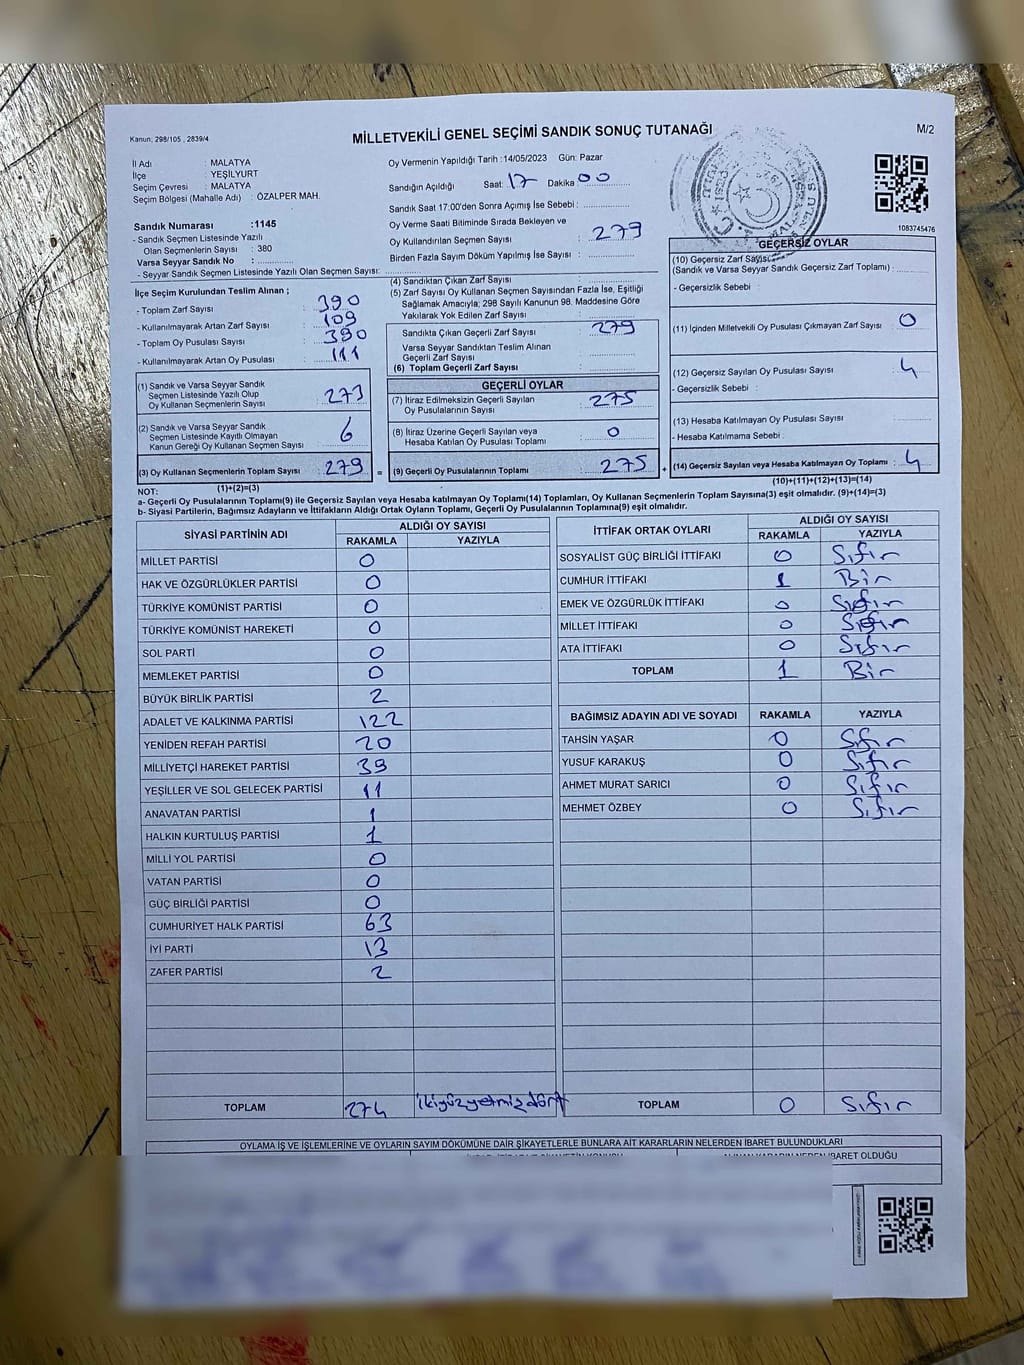 Kanun; 298/105 , 2839/4
MİLLETVEKİLİ GENEL SEÇİMİ SANDIK SONUÇ TUTANAĞI
M/2
İl Adı : MALATYA
İlçe : YEŞİLYURT
Seçim Çevresi : MALATYA
Seçim Bölgesi (Mahalle Adı) : ÖZALPER MAH.
Sandık Numarası :1145
- Sandık Seçmen Listesinde Yazılı
Olan Seçmenlerin Sayısı : 380
Varsa Seyyar Sandık No :
- Seyyar Sandık Seçmen Listesinde Yazılı Olan Seçmen Sayısı:
Oy Vermenin Yapıldığı Tarih :14/05/2023 Gün: Pazar
Sandığın Açıldığı Saat: 17 Dakika 00
Sandık Saat 17:00'den Sonra Açımış İse Sebebi :
Oy Verme Saati Bitiminde Sırada Bekleyen ve
Oy Kullandırılan Seçmen Sayısı : 279
Birden Fazla Sayım Döküm Yapılmış İse Sayısı :
1083745476
İlçe Seçim Kurulundan Teslim Alınan ;
- Toplam Zarf Sayısı : 390
- Kullanılmayarak Artan Zarf Sayısı : 109
- Toplam Oy Pusulası Sayısı : 390
- Kullanılmayarak Artan Oy Pusulası : 111
(1) Sandık ve Varsa Seyyar Sandık
Seçmen Listesinde Yazılı Olup
Oy Kullanan Seçmenlerin Sayısı : 273
(2) Sandık ve Varsa Seyyar Sandık
Seçmen Listesinde Kayıtlı Olmayan
Kanun Gereği Oy Kullanan Seçmen Sayısı : 6
(3) Oy Kullanan Seçmenlerin Toplam Sayısı : 279 =
(1)+(2)=(3)
(4) Sandıktan Çıkan Zarf Sayısı :
(5) Zarf Sayısı Oy Kullanan Seçmen Sayısından Fazla İse, Eşitliği
Sağlamak Amacıyla; 298 Sayılı Kanunun 98. Maddesine Göre
Yakılarak Yok Edilen Zarf Sayısı :
Sandıkta Çıkan Geçerli Zarf Sayısı : 279
Varsa Seyyar Sandıktan Teslim Alınan
Geçerli Zarf Sayısı :
(6) Toplam Geçerli Zarf Sayısı :
GEÇERLİ OYLAR
(7) İtiraz Edilmeksizin Geçerli Sayılan
Oy Pusulalarının Sayısı : 275
(8) İtiraz Üzerine Geçerli Sayılan veya
Hesaba Katılan Oy Pusulası Toplamı : 0
(9) Geçerli Oy Pusulalarının Toplamı : 275 +
GEÇERSİZ OYLAR
(10) Geçersiz Zarf Sayısı
(Sandık ve Varsa Seyyar Sandık Geçersiz Zarf Toplamı) :
- Geçersizlik Sebebi :
(11) İçinden Milletvekili Oy Pusulası Çıkmayan Zarf Sayısı : 0
(12) Geçersiz Sayılan Oy Pusulası Sayısı : 4
- Geçersizlik Sebebi :
(13) Hesaba Katılmayan Oy Pusulası Sayısı :
- Hesaba Katılmama Sebebi :
(14) Geçersiz Sayılan veya Hesaba Katılmayan Oy Toplamı : 4
(10)+(11)+(12)+(13)=(14)
NOT:
a- Geçerli Oy Pusulalarının Toplamı(9) ile Geçersiz Sayılan veya Hesaba katılmayan Oy Toplamı(14) Toplamları, Oy Kullanan Seçmenlerin Toplam Sayısına(3) eşit olmalıdır. (9)+(14)=(3)
b- Siyasi Partilerin, Bağımsız Adayların ve İttifakların Aldığı Ortak Oyların Toplamı, Geçerli Oy Pusulalarının Toplamına(9) eşit olmalıdır.
SİYASİ PARTİNİN ADI ALDIĞI OY SAYISI
RAKAMLA YAZIYLA
MİLLET PARTİSİ 0
HAK VE ÖZGÜRLÜKLER PARTİSİ 0
TÜRKİYE KOMÜNİST PARTİSİ 0
TÜRKİYE KOMÜNİST HAREKETİ 0
SOL PARTİ 0
MEMLEKET PARTİSİ 0
BÜYÜK BİRLİK PARTİSİ 2
ADALET VE KALKINMA PARTİSİ 122
YENİDEN REFAH PARTİSİ 20
MİLLİYETÇİ HAREKET PARTİSİ 39
YEŞİLLER VE SOL GELECEK PARTİSİ 11
ANAVATAN PARTİSİ 1
HALKIN KURTULUŞ PARTİSİ 1
MİLLİ YOL PARTİSİ 0
VATAN PARTİSİ 0
GÜÇ BİRLİĞİ PARTİSİ 0
CUMHURİYET HALK PARTİSİ 63
İYİ PARTİ 13
ZAFER PARTİSİ 2
TOPLAM 274 ikiyüzyetmizdört
İTTİFAK ORTAK OYLARI ALDIĞI OY SAYISI
RAKAMLA YAZIYLA
SOSYALİST GÜÇ BİRLİĞİ İTTİFAKI 0 Sıfır
CUMHUR İTTİFAKI 1 Bir
EMEK VE ÖZGÜRLÜK İTTİFAKI 0 Sıfır
MİLLET İTTİFAKI 0 Sıfır
ATA İTTİFAKI 0 Sıfır
TOPLAM 1 Bir
BAĞIMSIZ ADAYIN ADI VE SOYADI RAKAMLA YAZIYLA
TAHSİN YAŞAR 0 Sıfır
YUSUF KARAKUŞ 0 Sıfır
AHMET MURAT SARICI 0 Sıfır
MEHMET ÖZBEY 0 Sıfır
TOPLAM 0 Sıfır
OYLAMA İŞ VE İŞLEMLERİNE VE OYLARIN SAYIM DÖKÜMÜNE DAİR ŞİKAYETLERLE BUNLARA AİT KARARLARIN NELERDEN İBARET BULUNDUKLARI